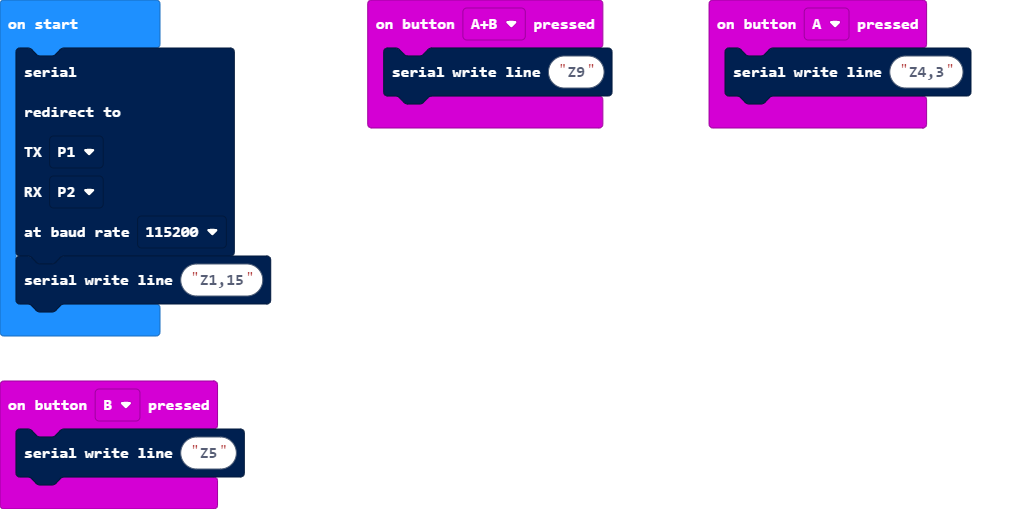 on start
serial
redirect to
TX P1
RX P2
at baud rate 115200
serial write line "Z1,15"
on button A+B pressed
serial write line "Z9"
on button A pressed
serial write line "Z4,3"
on button B pressed
serial write line "Z5"